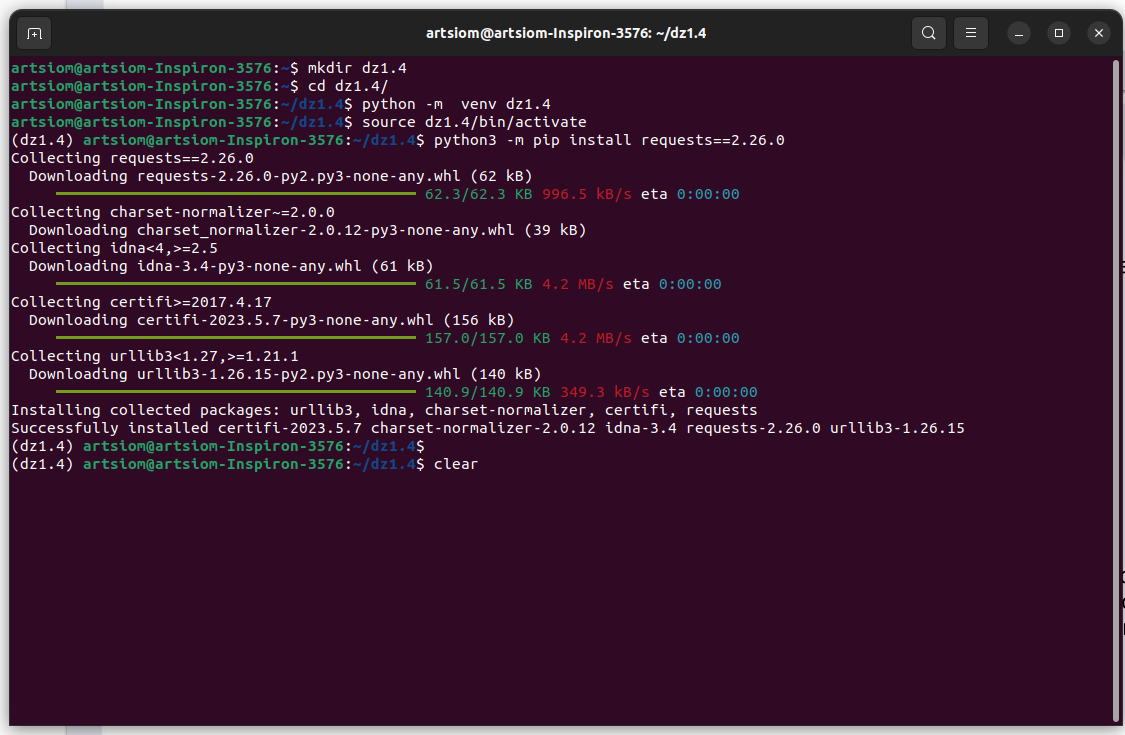 artsiom@artsiom-Inspiron-3576: ~/dz1.4
artsiom@artsiom-Inspiron-3576:~$ mkdir dz1.4
artsiom@artsiom-Inspiron-3576:~$ cd dz1.4/
artsiom@artsiom-Inspiron-3576:~/dz1.4$ python -m  venv dz1.4
artsiom@artsiom-Inspiron-3576:~/dz1.4$ source dz1.4/bin/activate
(dz1.4) artsiom@artsiom-Inspiron-3576:~/dz1.4$ python3 -m pip install requests==2.26.0
Collecting requests==2.26.0
  Downloading requests-2.26.0-py2.py3-none-any.whl (62 kB)
62.3/62.3 KB 996.5 kB/s eta 0:00:00
Collecting charset-normalizer~=2.0.0
  Downloading charset_normalizer-2.0.12-py3-none-any.whl (39 kB)
Collecting idna<4,>=2.5
  Downloading idna-3.4-py3-none-any.whl (61 kB)
61.5/61.5 KB 4.2 MB/s eta 0:00:00
Collecting certifi>=2017.4.17
  Downloading certifi-2023.5.7-py3-none-any.whl (156 kB)
157.0/157.0 KB 4.2 MB/s eta 0:00:00
Collecting urllib3<1.27,>=1.21.1
  Downloading urllib3-1.26.15-py2.py3-none-any.whl (140 kB)
140.9/140.9 KB 349.3 kB/s eta 0:00:00
Installing collected packages: urllib3, idna, charset-normalizer, certifi, requests
Successfully installed certifi-2023.5.7 charset-normalizer-2.0.12 idna-3.4 requests-2.26.0 urllib3-1.26.15
(dz1.4) artsiom@artsiom-Inspiron-3576:~/dz1.4$
(dz1.4) artsiom@artsiom-Inspiron-3576:~/dz1.4$ clear